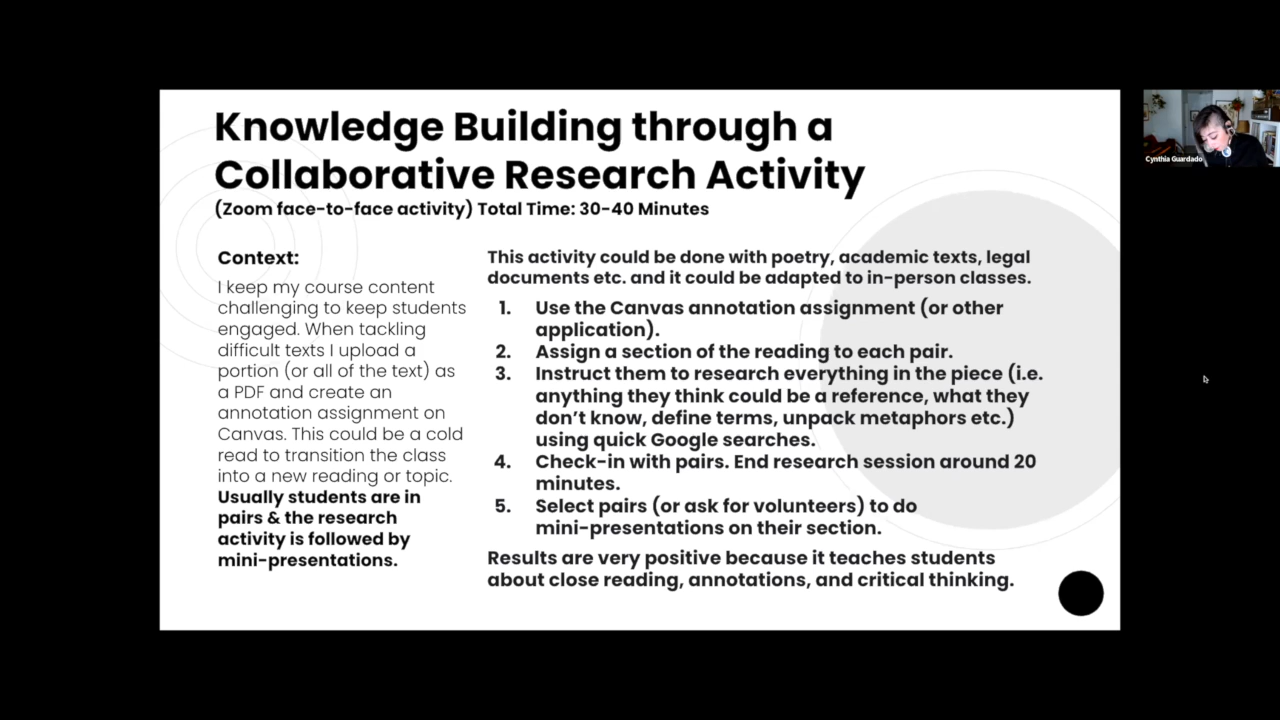 Knowledge Building through a
Collaborative Research Activity
(Zoom face-to-face activity) Total Time: 30-40 Minutes
Context:
I keep my course content
challenging to keep students
engaged. When tackling
difficult texts I upload a
portion (or all of the text) as
a PDF and create an
annotation assignment on
Canvas. This could be a cold
read to transition the class
into a new reading or topic.
Usually students are in
pairs & the research
activity is followed by
mini-presentations.
This activity could be done with poetry, academic texts, legal
documents etc. and it could be adapted to in-person classes.
1. Use the Canvas annotation assignment (or other
application).
2. Assign a section of the reading to each pair.
3. Instruct them to research everything in the piece (i.e.
anything they think could be a reference, what they
don't know, define terms, unpack metaphors etc.)
using quick Google searches.
4. Check-in with pairs. End research session around 20
minutes.
5. Select pairs (or ask for volunteers) to do
mini-presentations on their section.
Results are very positive because it teaches students
about close reading, annotations, and critical thinking.
Cynthia Guardado